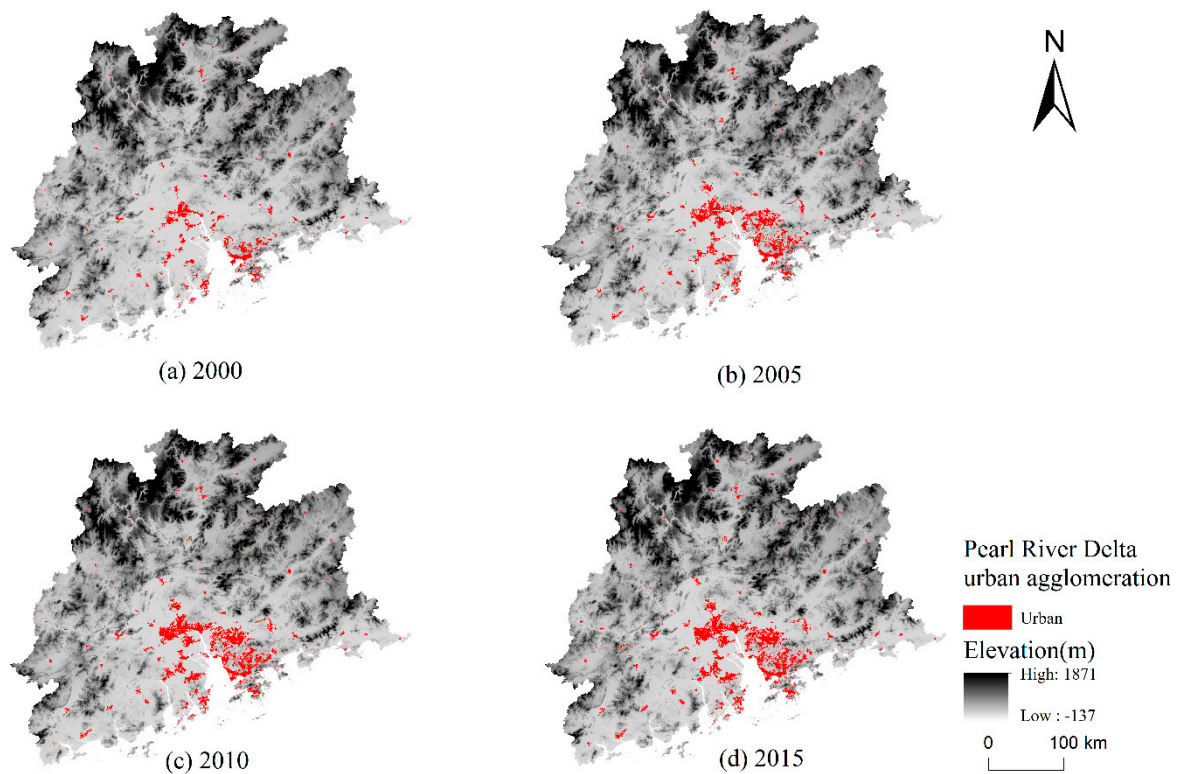 N
(a) 2000
(b) 2005
Pearl River Delta
urban agglomeration
Urban
Elevation(m)
High: 1871
Low : -137
0 100 km
(c) 2010
(d) 2015